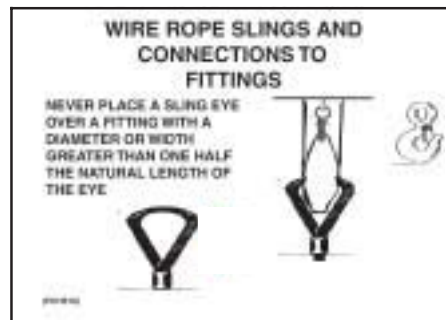 WIRE ROPE SLINGS AND
CONNECTIONS TO
FITTINGS
NEVER PLACE A SLING EYE
OVER A FITTING WITH A
DIAMETER OR WIDTH
GREATER THAN ONE HALF
THE NATURAL LENGTH OF
THE EYE